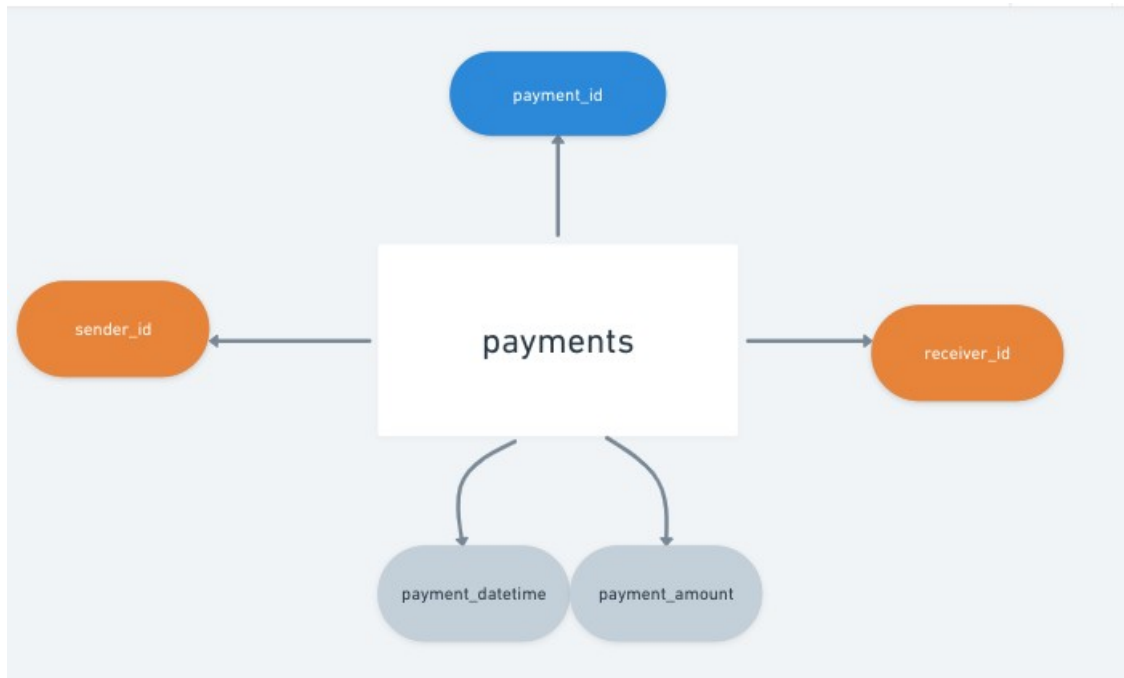 payment_id
sender_id
payments
receiver_id
payment_datetime
payment_amount